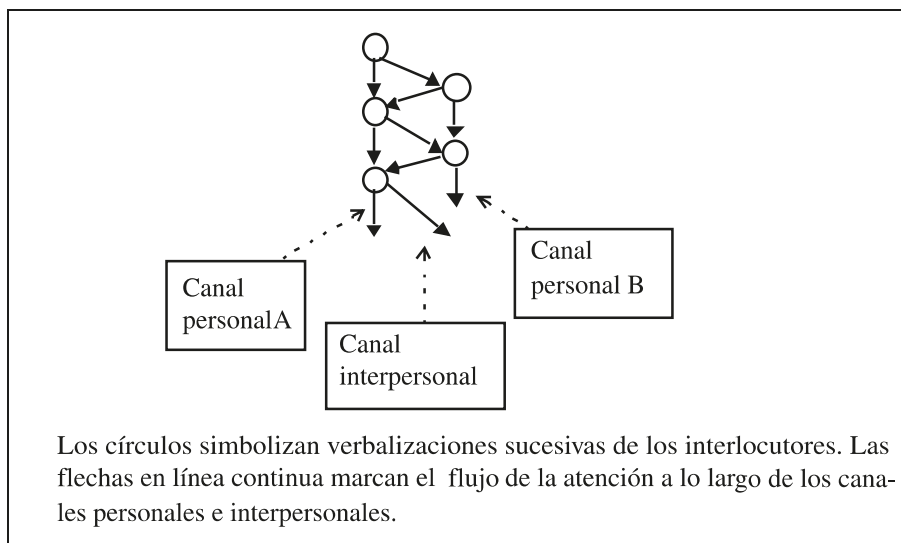 Canal
personal B
Canal
personalA
Canal
interpersonal
Los círculos simbolizan verbalizaciones sucesivas de los interlocutores. Las
flechas en línea continua marcan el flujo de la atención a lo largo de los cana-
les personales e interpersonales.